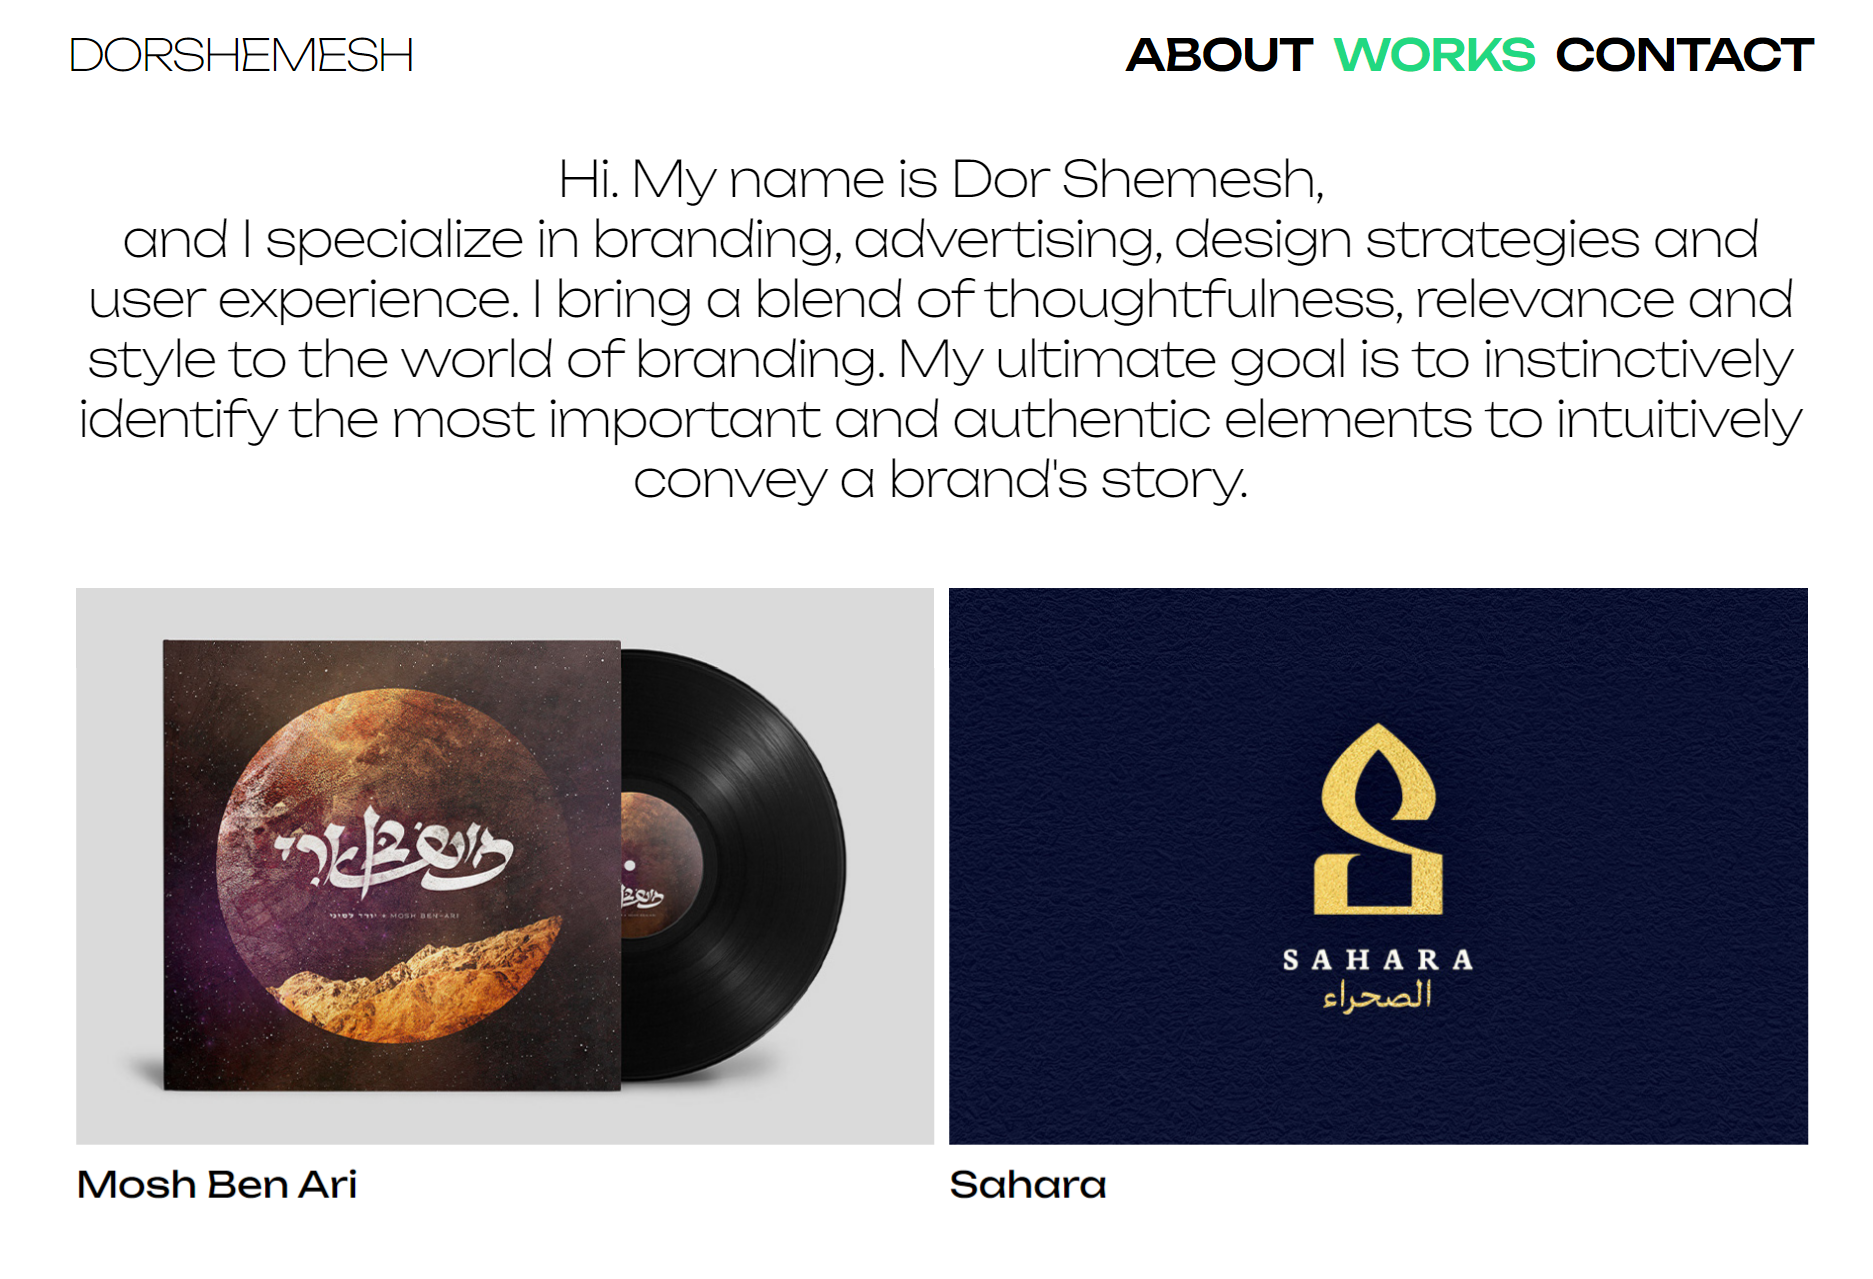 DORSHEMESH
ABOUT WORKS CONTACT
Hi. My name is Dor Shemesh,
and I specialize in branding, advertising, design strategies and
user experience. I bring a blend of thoughtfulness, relevance and
style to the world of branding. My ultimate goal is to instinctively
identify the most important and authentic elements to intuitively
convey a brand's story.
מוש בן ארי
יורד לסיני • MOSH BEN-ARI
SAHARA
الصحراء
Mosh Ben Ari
Sahara